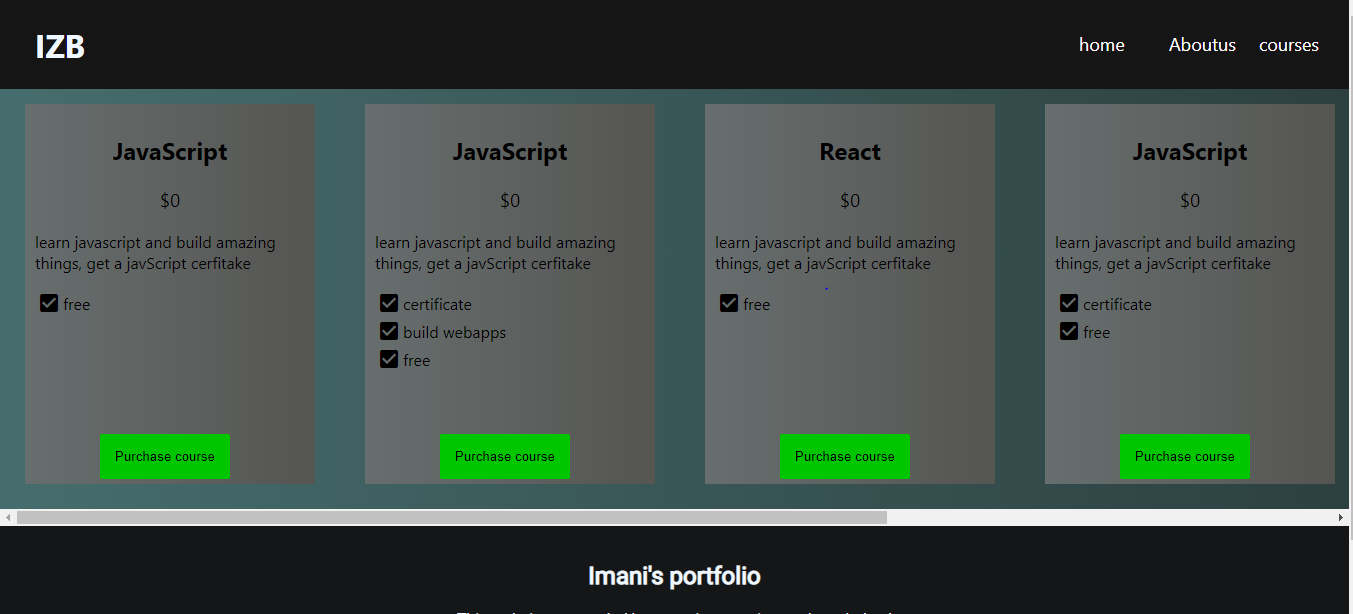 IZB
home Aboutus courses
JavaScript
$0
learn javascript and build amazing
things, get a javScript cerfitake
free
Purchase course
JavaScript
$0
learn javascript and build amazing
things, get a javScript cerfitake
certificate
build webapps
free
Purchase course
React
$0
learn javascript and build amazing
things, get a javScript cerfitake
free
Purchase course
JavaScript
$0
learn javascript and build amazing
things, get a javScript cerfitake
certificate
free
Purchase course
Imani's portfolio